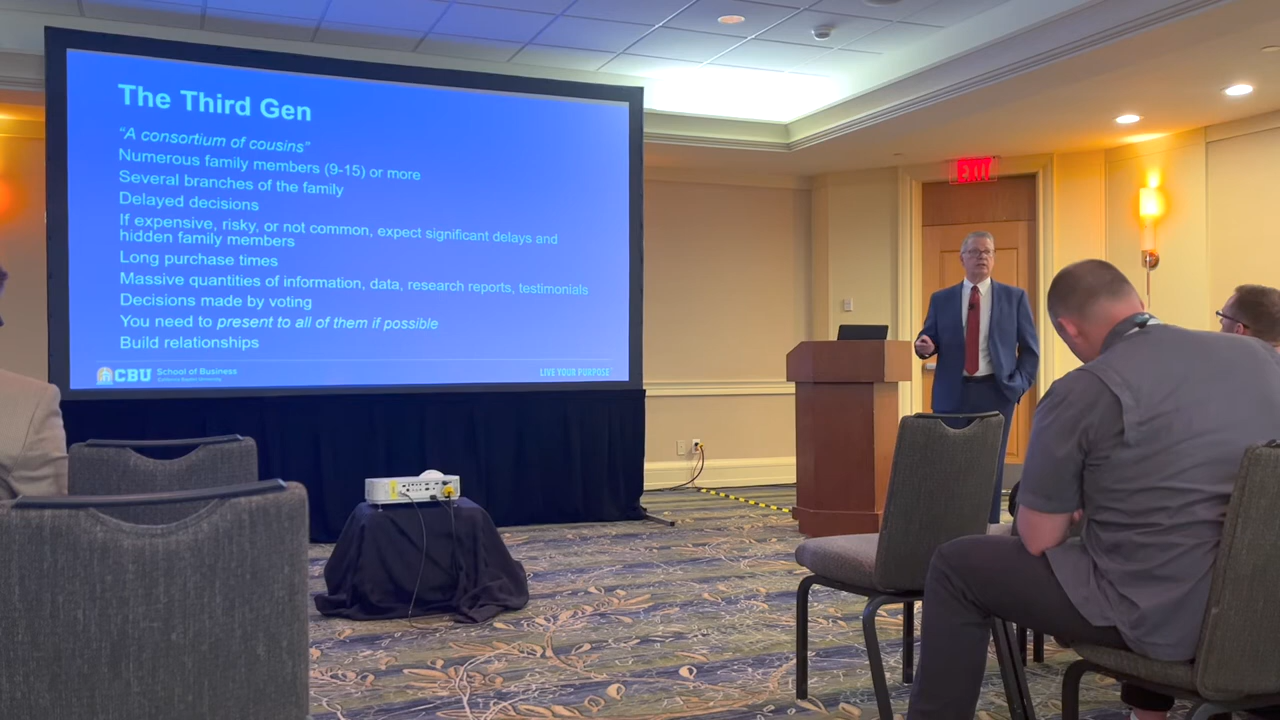 The Third Gen
“A consortium of cousins”
Numerous family members (9-15) or more
Several branches of the family
Delayed decisions
If expensive, risky, or not common, expect significant delays and
hidden family members
Long purchase times
Massive quantities of information, data, research reports, testimonials
Decisions made by voting
You need to present to all of them if possible
Build relationships
CBU School of Business
California Baptist University
LIVE YOUR PURPOSE
EXIT